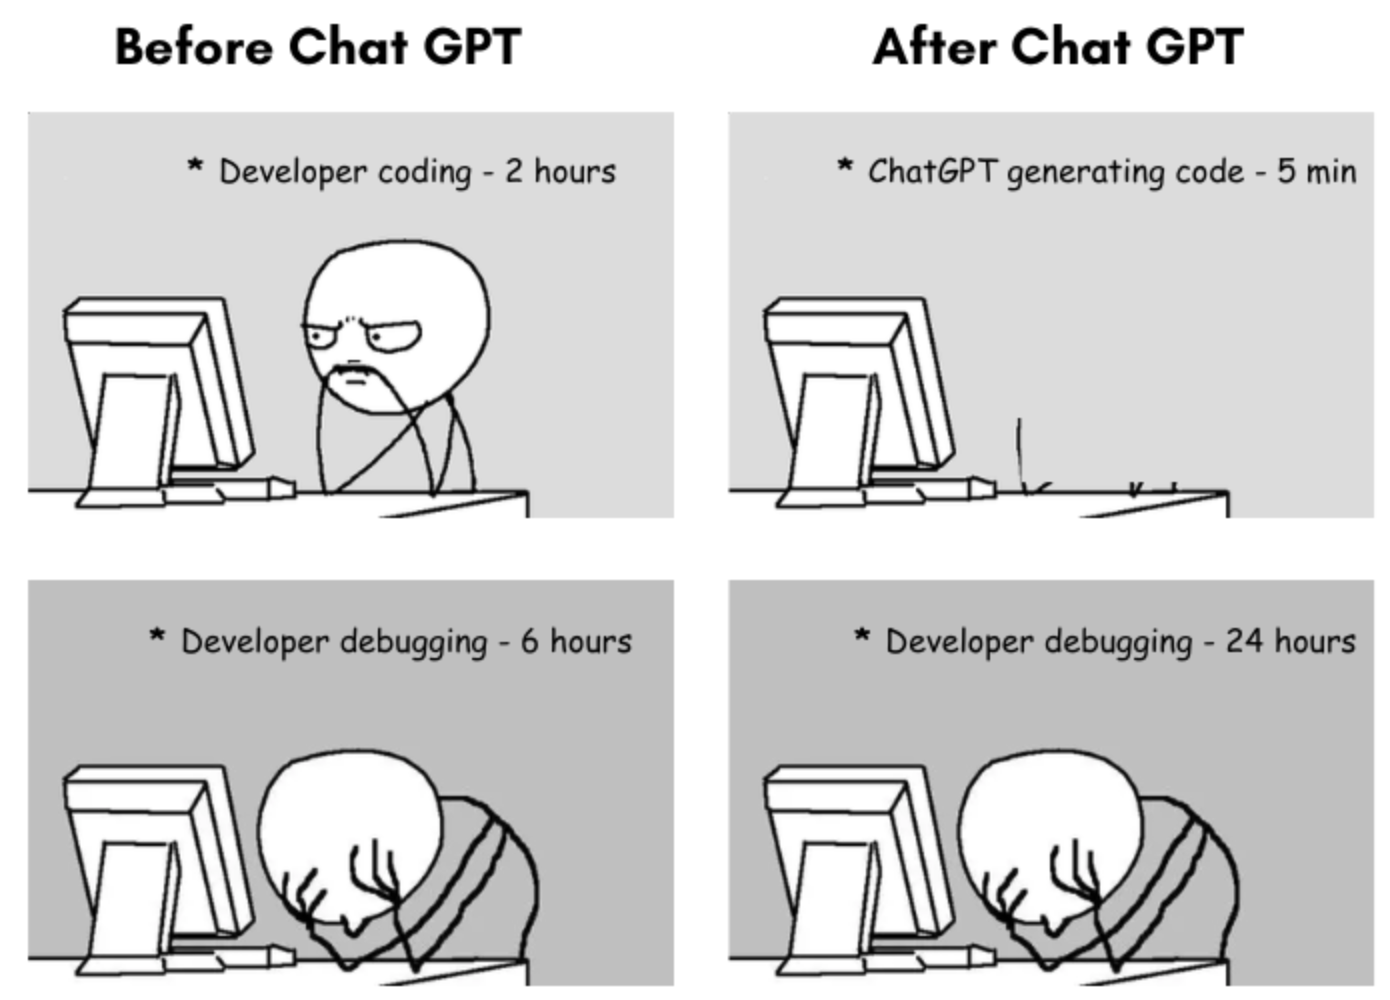 Before Chat GPT
After Chat GPT
* Developer coding - 2 hours
* ChatGPT generating code - 5 min
* Developer debugging - 6 hours
* Developer debugging - 24 hours